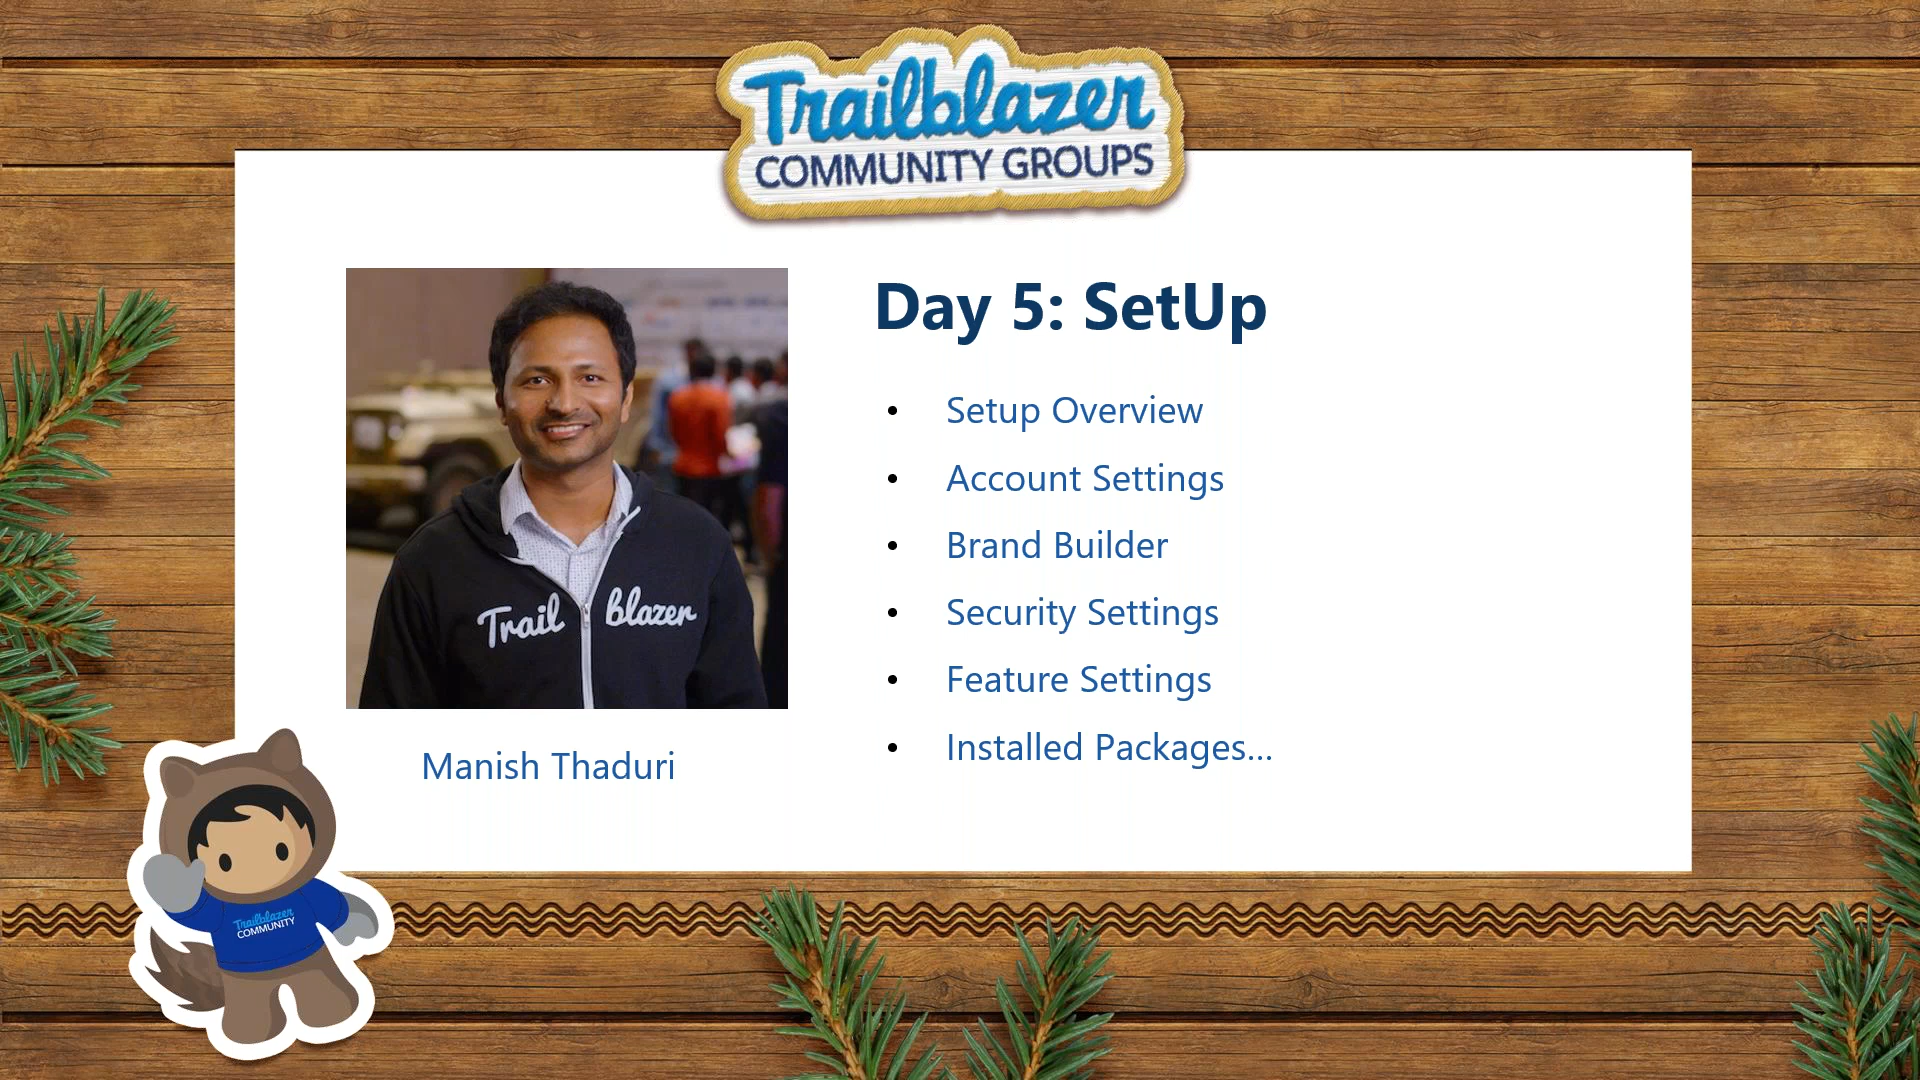 Trailblazer
COMMUNITY GROUPS
Day 5: SetUp
• Setup Overview
• Account Settings
• Brand Builder
• Security Settings
• Feature Settings
• Installed Packages...
Trail blazer
Manish Thaduri
Trailblazer
COMMUNITY